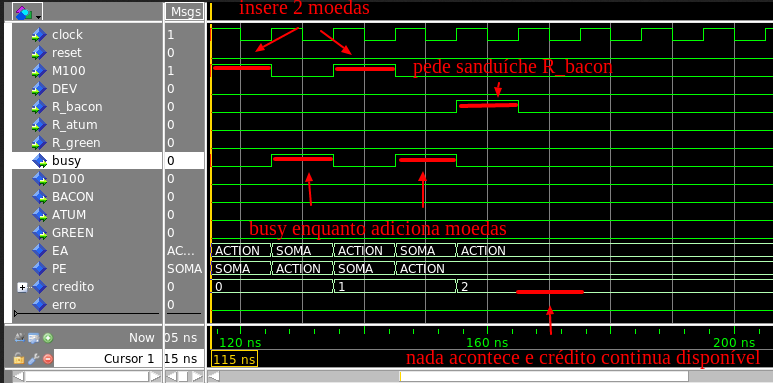 Msgs
insere 2 moedas
clock 1
reset 0
M100 1
pede sanduiche R_bacon
DEV 0
R_bacon 0
R_atum 0
R_green 0
busy 0
D100 0
BACON 0
ATUM 0
busy enquanto adiciona moedas
GREEN 0
EA AC... ACTION SOMA ACTION SOMA ACTION
PE SOMA SOMA ACTION SOMA ACTION
credito 0 0 1 2
erro 0
Now 05 ns 120 ns 160 ns 200 ns
Cursor 1 15 ns 115 ns
nada acontece e crédito continua disponível